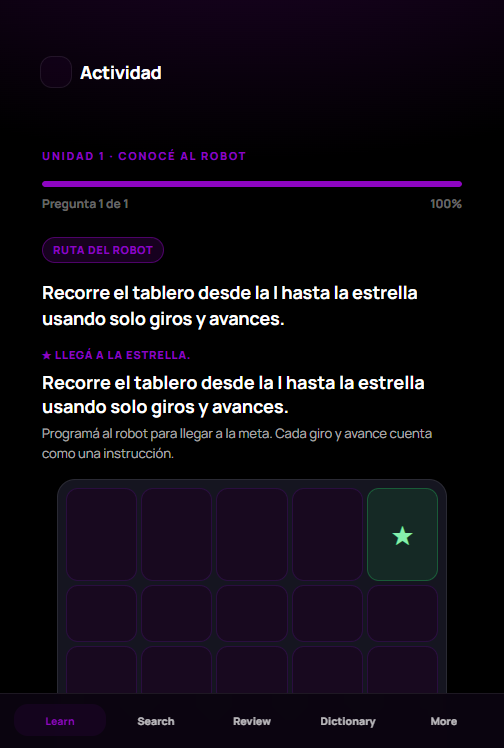 Actividad
UNIDAD 1 · CONOCÉ AL ROBOT
Pregunta 1 de 1
100%
RUTA DEL ROBOT
Recorre el tablero desde la I hasta la estrella
usando solo giros y avances.
★ LLEGÁ A LA ESTRELLA.
Recorre el tablero desde la I hasta la estrella
usando solo giros y avances.
Programá al robot para llegar a la meta. Cada giro y avance cuenta
como una instrucción.
★
Learn Search Review Dictionary More